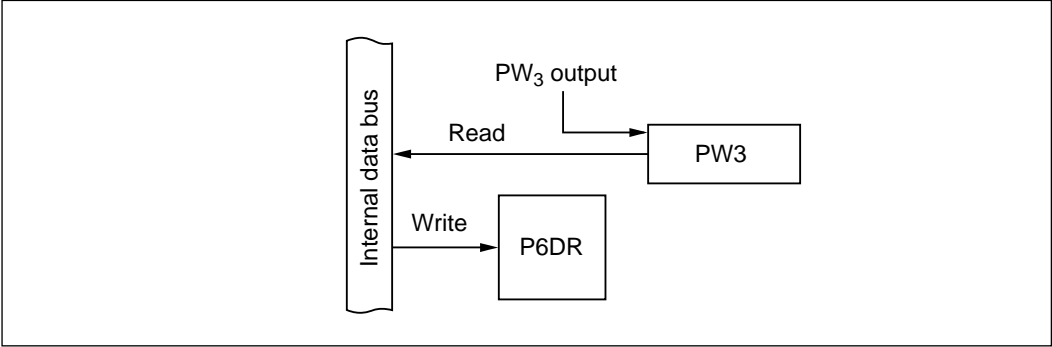 PW₃ output
Read
PW3
Internal data bus
Write
P6DR